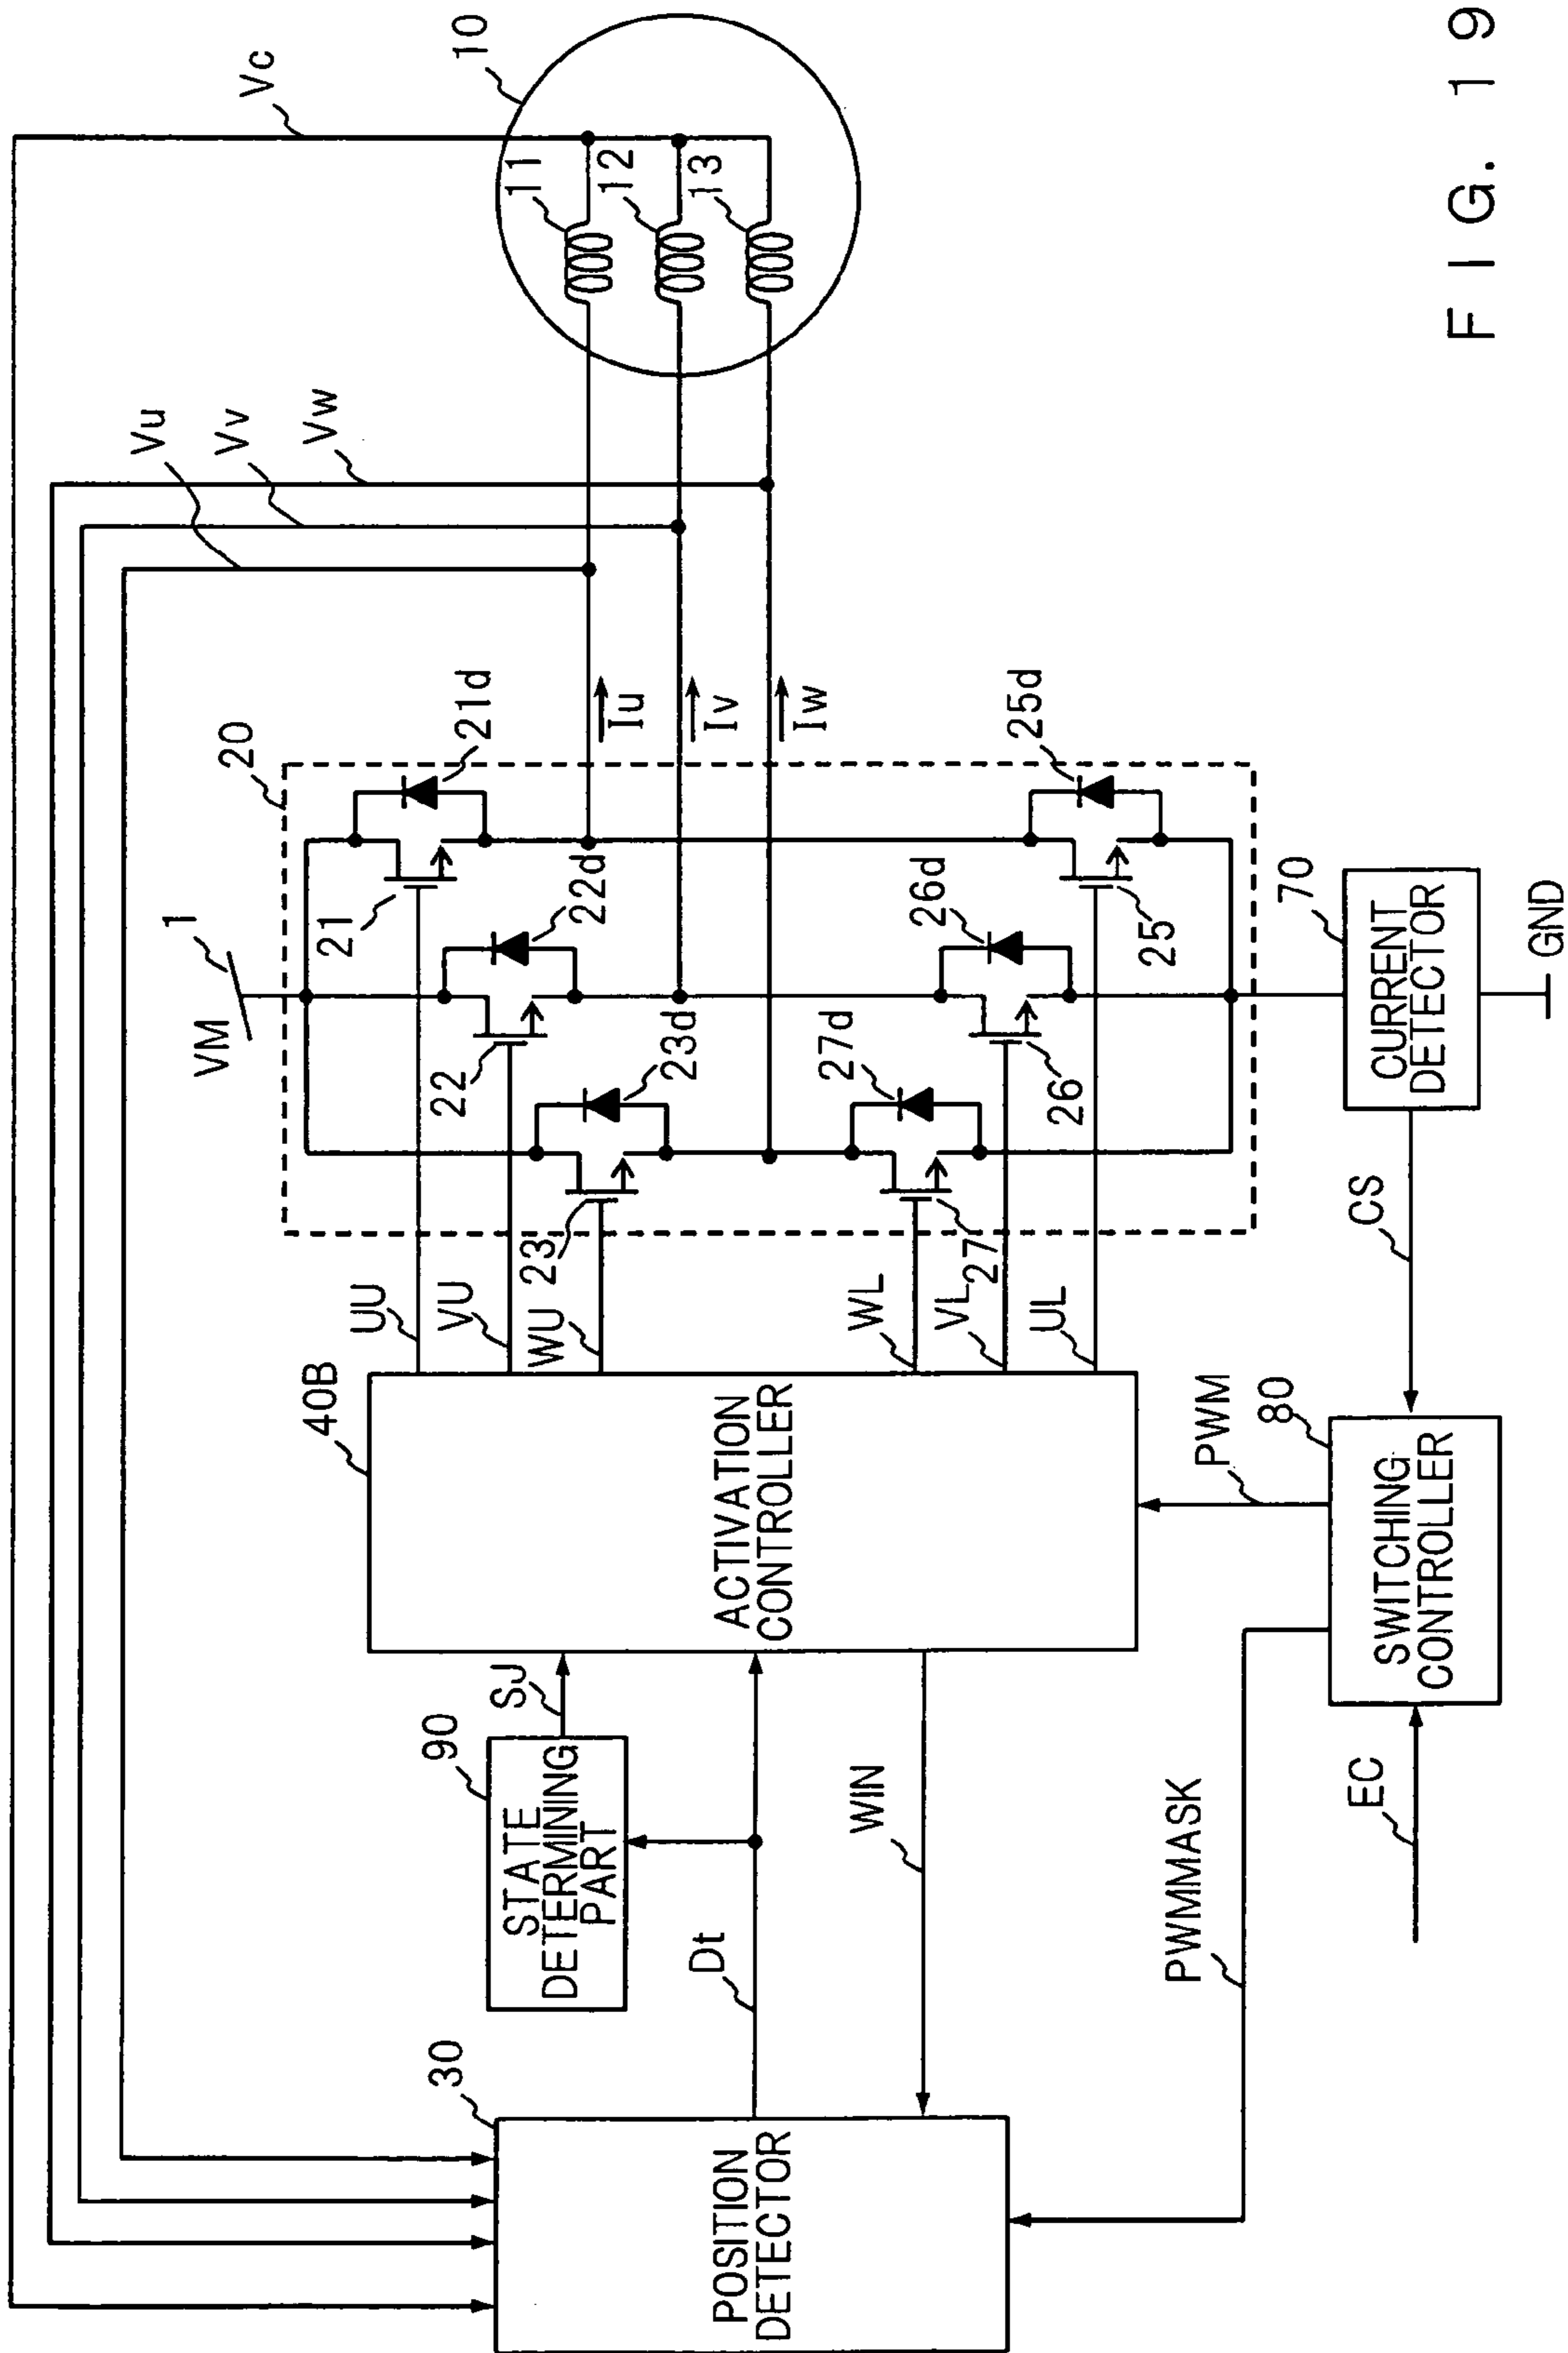 Vc
10
11
12
13
Vu
Vv
Vw
20
21d
Iu
Iv
Iw
1
VM
21
22d
22
23d
23
27d
27
26d
26
25d
25
UU
VU
WU
WL
VL
UL
40B
ACTIVATION
CONTROLLER
70
CURRENT
DETECTOR
GND
CS
PWM
80
SWITCHING
CONTROLLER
EC
PWMMASK
90
STATE
DETERMINING
PART
SJ
Dt
WIN
30
POSITION
DETECTOR
FIG. 19